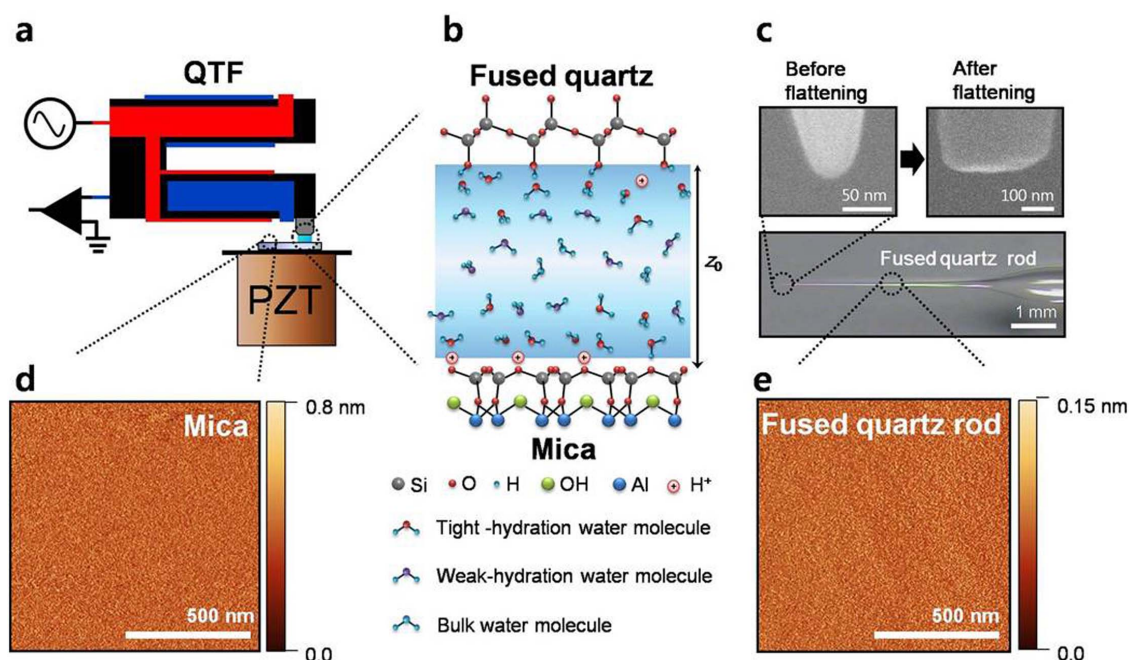 a
QTF
PZT
b
Fused quartz
z₀
Mica
Si
O
H
OH
Al
H⁺
Tight -hydration water molecule
Weak-hydration water molecule
Bulk water molecule
c
Before
flattening
After
flattening
50 nm
100 nm
Fused quartz rod
1 mm
d
Mica
500 nm
0.8 nm
0.0
e
Fused quartz rod
500 nm
0.15 nm
0.0